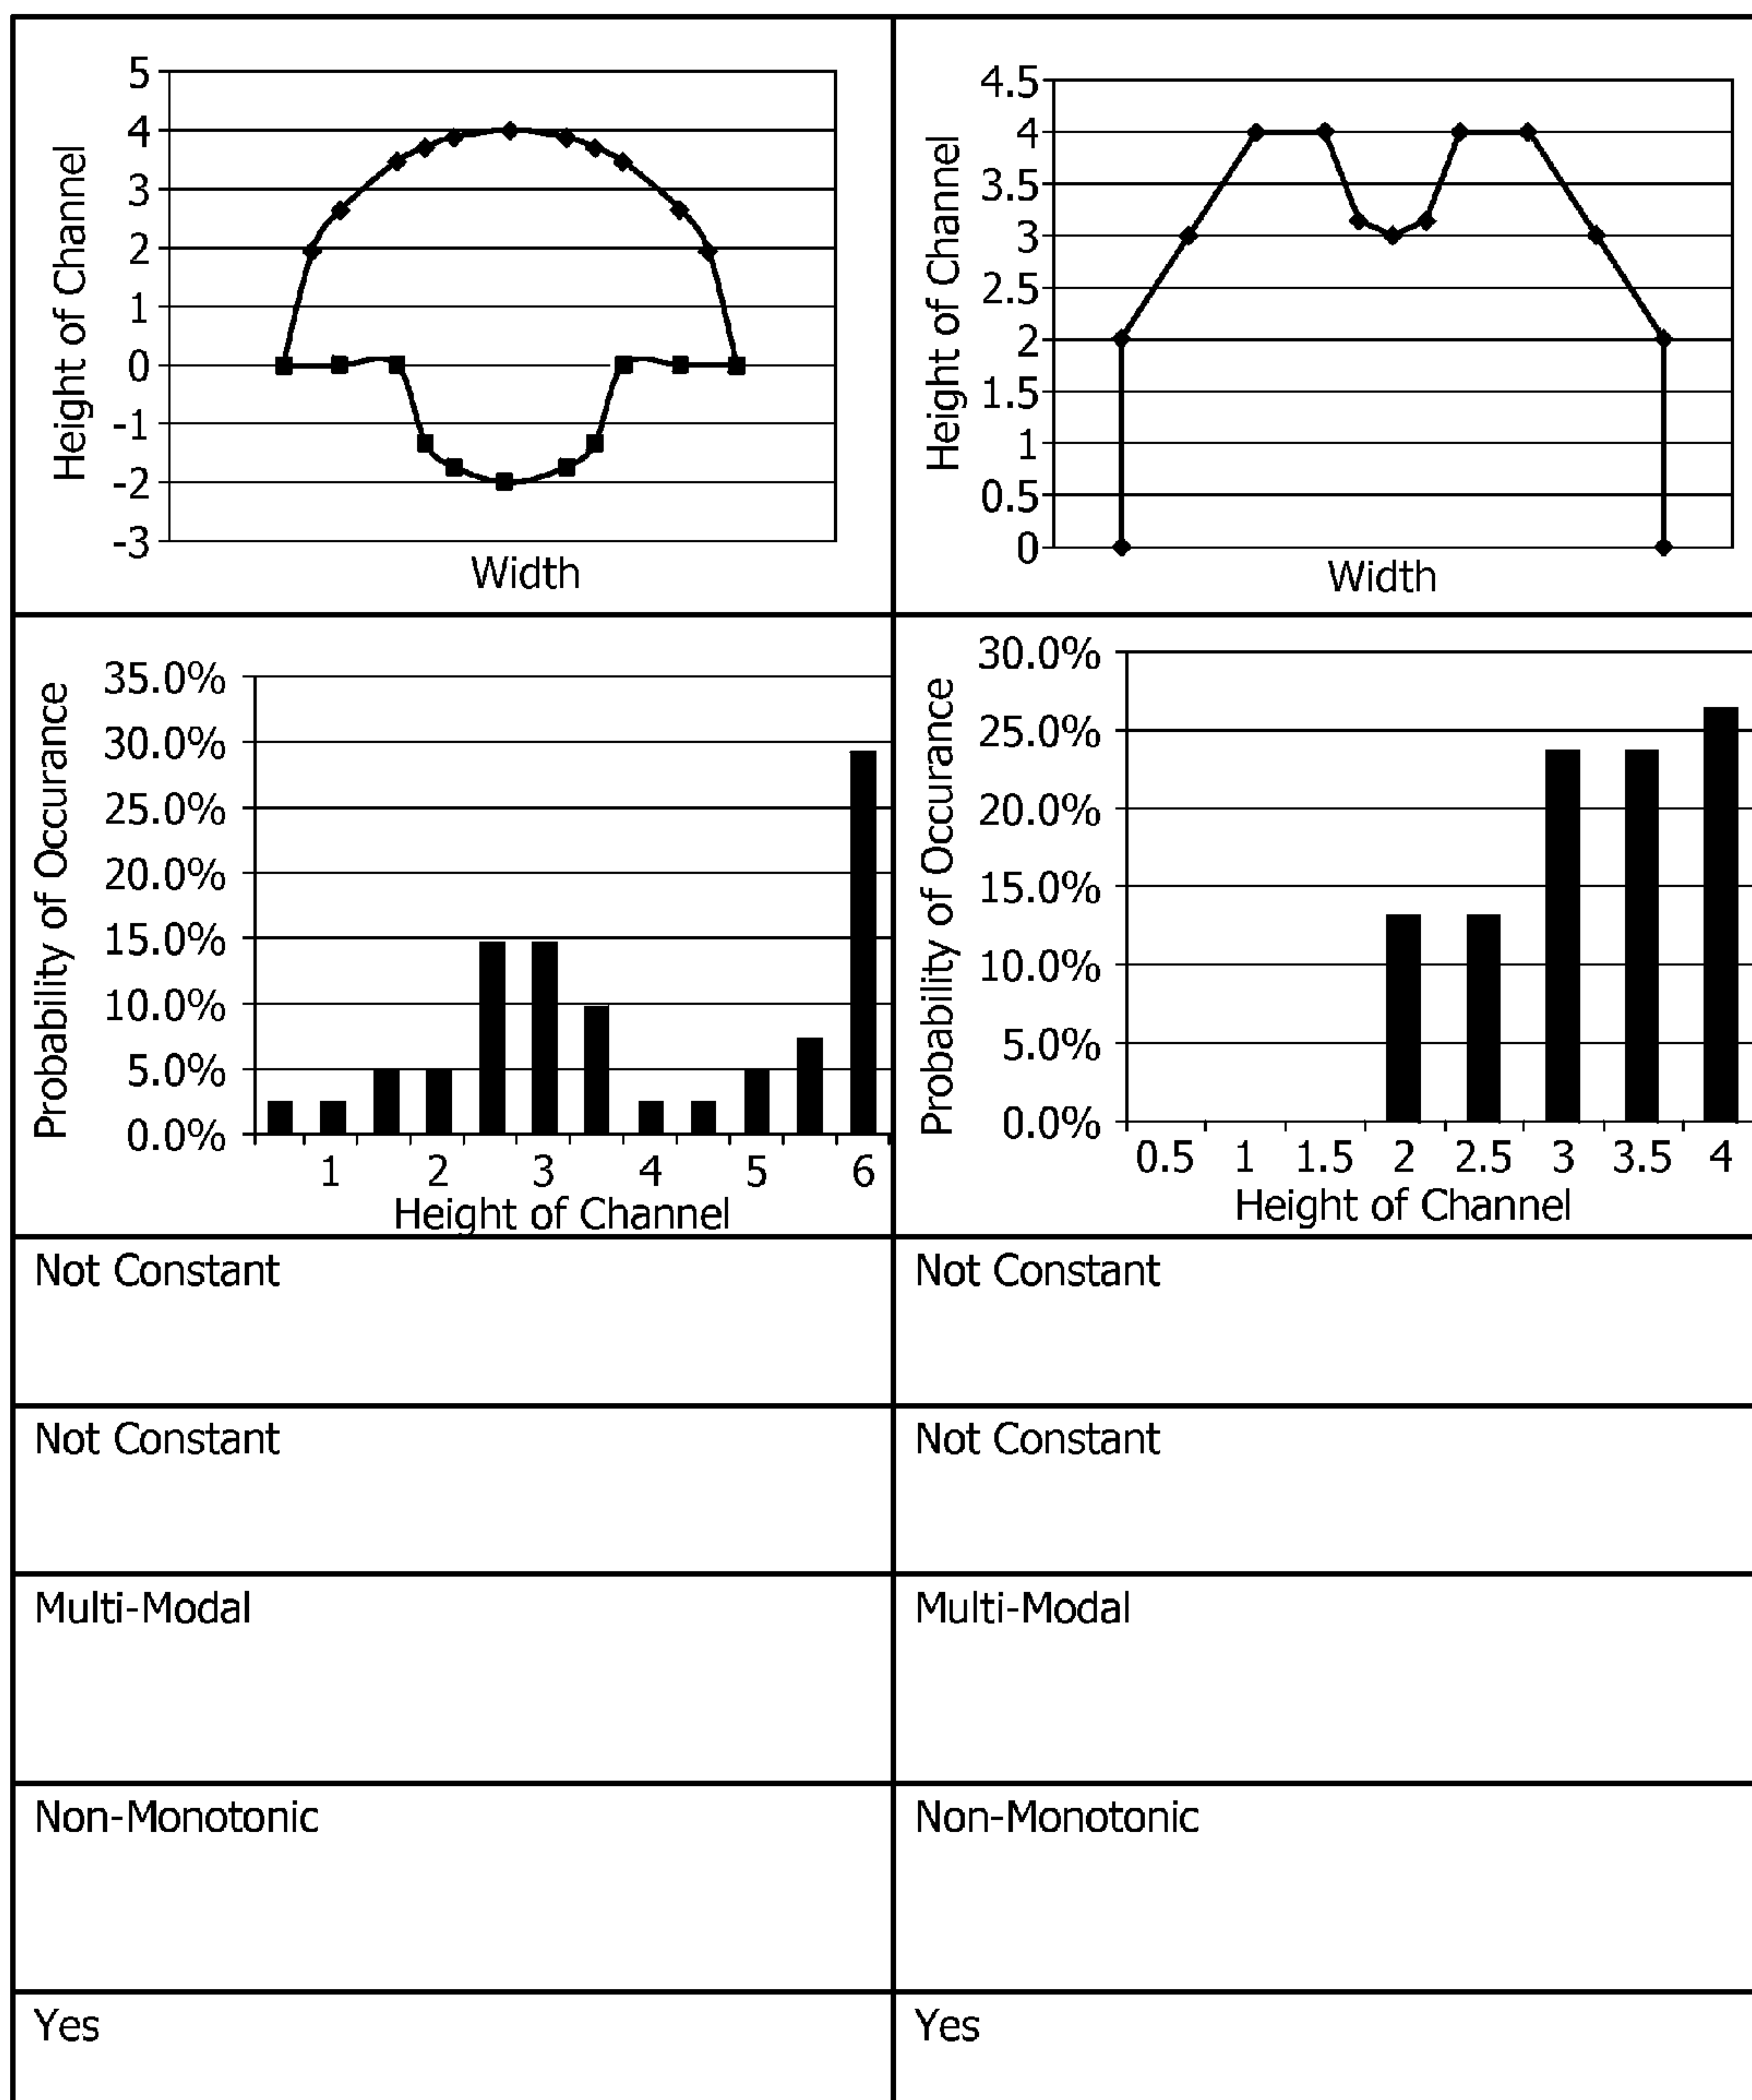 5
4
3
2
1
0
-1
-2
-3
Height of Channel
Width
4.5
4
3.5
3
2.5
2
1.5
1
0.5
0
Height of Channel
Width
35.0%
30.0%
25.0%
20.0%
15.0%
10.0%
5.0%
0.0%
Probability of Occurance
1 2 3 4 5 6
Height of Channel
30.0%
25.0%
20.0%
15.0%
10.0%
5.0%
0.0%
Probability of Occurance
0.5 1 1.5 2 2.5 3 3.5 4
Height of Channel
Not Constant
Not Constant
Not Constant
Not Constant
Multi-Modal
Multi-Modal
Non-Monotonic
Non-Monotonic
Yes
Yes